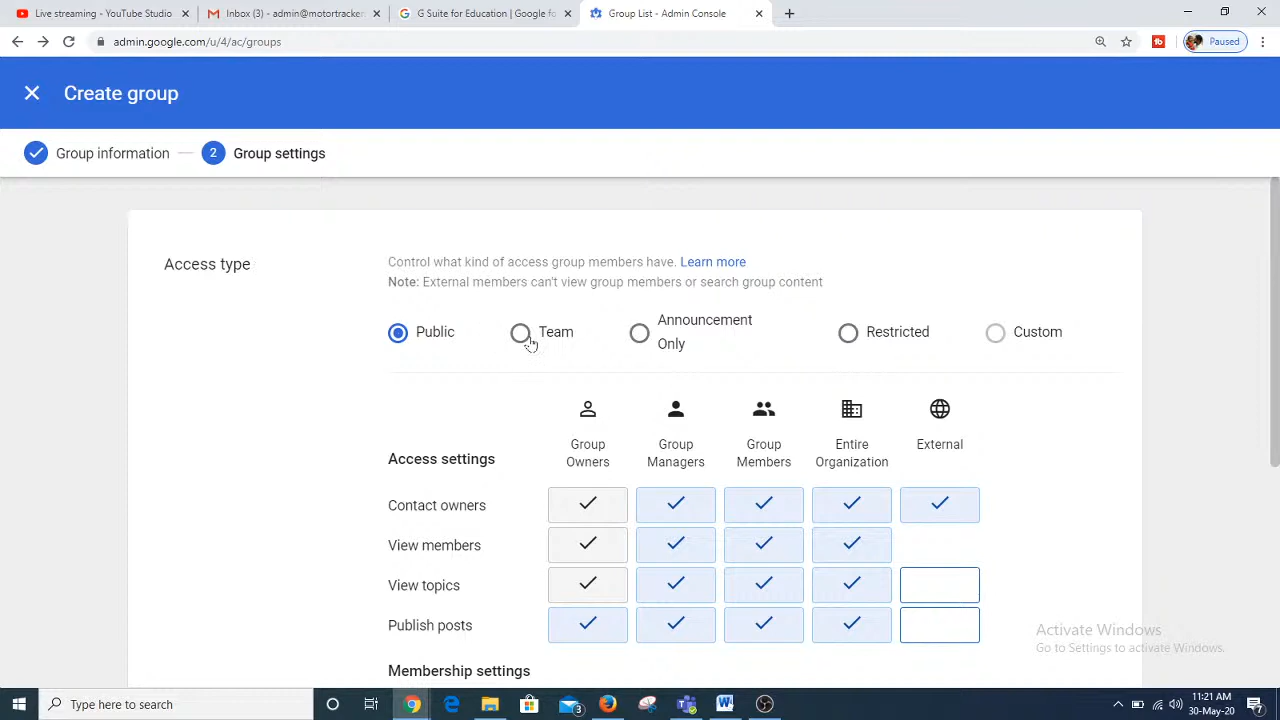 Live streaming - YouTube Studio
Inbox (3) - admin@motortracker
G Suite for Education | Google fo
Group List - Admin Console
admin.google.com/u/4/ac/groups
Paused
Create group
Group information
2 Group settings
Access type
Control what kind of access group members have. Learn more
Note: External members can't view group members or search group content
Public
Team
Announcement
Only
Restricted
Custom
Group
Owners
Group
Managers
Group
Members
Entire
Organization
External
Access settings
Contact owners
View members
View topics
Publish posts
Activate Windows
Go to Settings to activate Windows.
Membership settings
Type here to search
3
11:21 AM
30-May-20